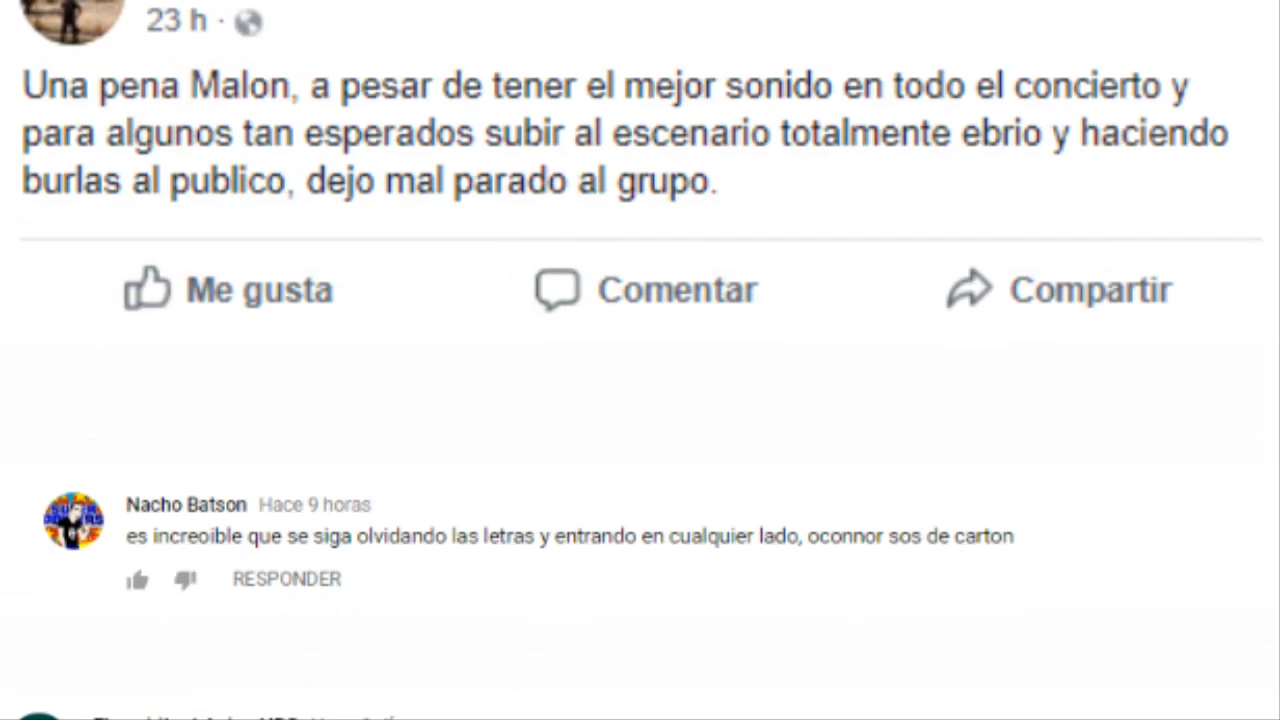 23 h ·
Una pena Malon, a pesar de tener el mejor sonido en todo el concierto y
para algunos tan esperados subir al escenario totalmente ebrio y haciendo
burlas al publico, dejo mal parado al grupo.
Me gusta Comentar Compartir
Nacho Batson Hace 9 horas
es increoible que se siga olvidando las letras y entrando en cualquier lado, oconnor sos de carton
RESPONDER